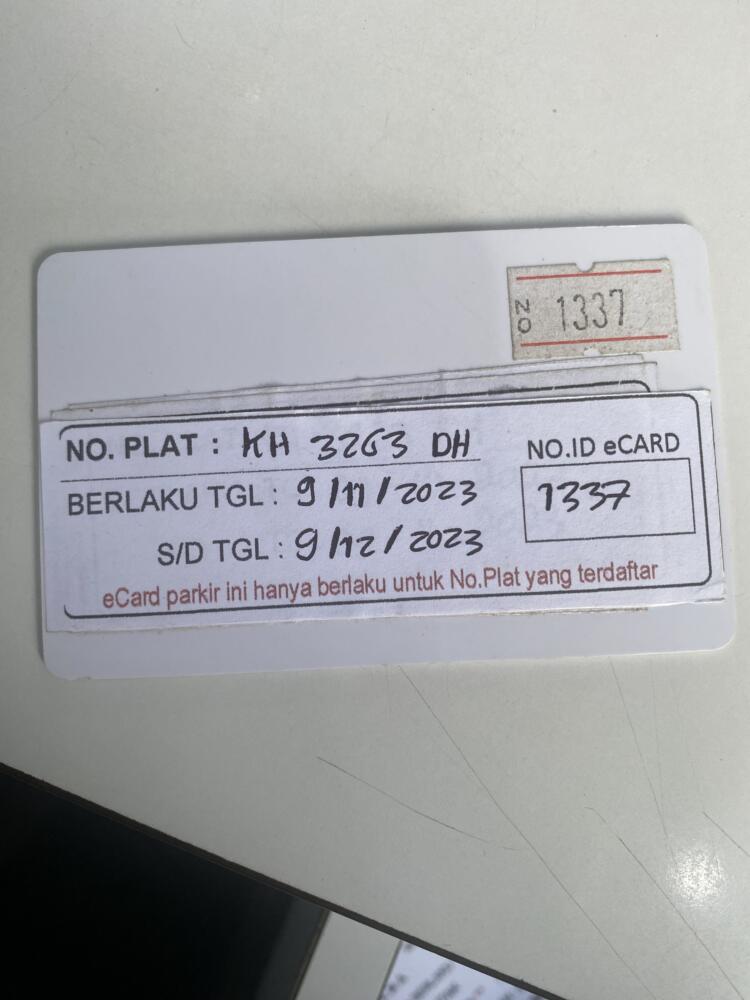 NO 1337
NO. PLAT : KH 3263 DH
NO.ID eCARD
BERLAKU TGL : 9/11/2023
1337
S/D TGL : 9/12/2023
eCard parkir ini hanya berlaku untuk No.Plat yang terdaftar